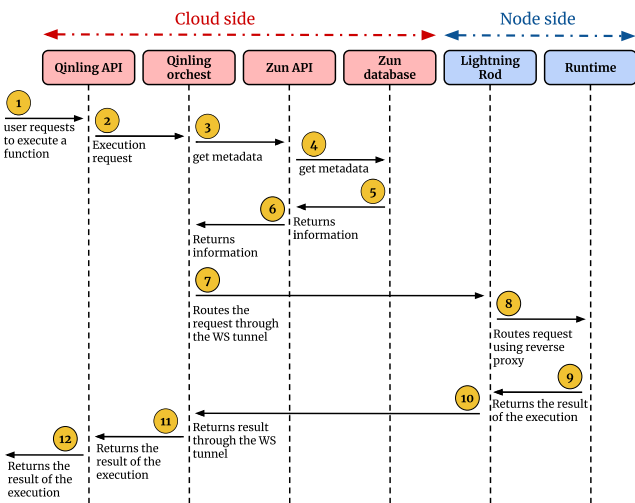 Cloud side
Node side
Qinling API
Qinling
orchest
Zun API
Zun
database
Lightning
Rod
Runtime
1
user requests
to execute a
function
2
Execution
request
3
get metadata
4
get metadata
5
Returns
information
6
Returns
information
7
Routes the
request through
the WS tunnel
8
Routes request
using reverse
proxy
9
Returns the result
of the execution
10
Returns result
through the WS
tunnel
11
Returns the
result of the
execution
12
Returns the
result of the
execution